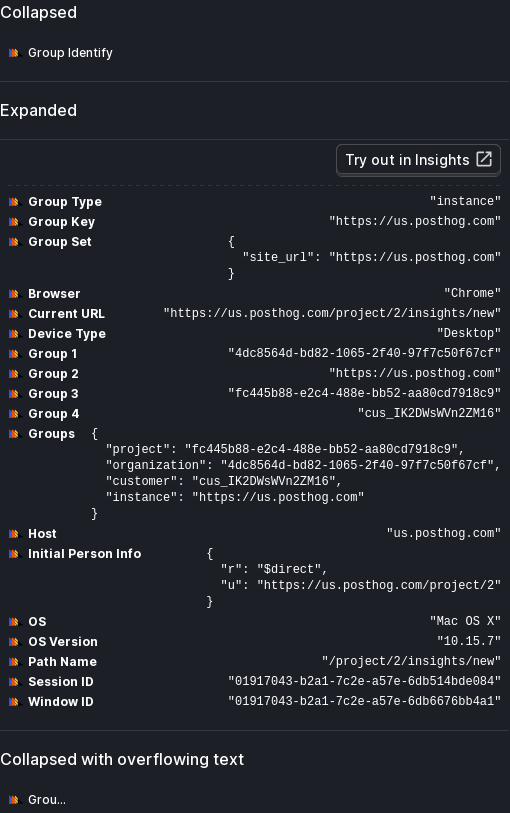 Collapsed
Group Identify
Expanded
Try out in Insights
Group Type "instance"
Group Key "https://us.posthog.com"
Group Set {
"site_url": "https://us.posthog.com"
}
Browser "Chrome"
Current URL "https://us.posthog.com/project/2/insights/new"
Device Type "Desktop"
Group 1 "4dc8564d-bd82-1065-2f40-97f7c50f67cf"
Group 2 "https://us.posthog.com"
Group 3 "fc445b88-e2c4-488e-bb52-aa80cd7918c9"
Group 4 "cus_IK2DWsWVn2ZM16"
Groups {
"project": "fc445b88-e2c4-488e-bb52-aa80cd7918c9",
"organization": "4dc8564d-bd82-1065-2f40-97f7c50f67cf",
"customer": "cus_IK2DWsWVn2ZM16",
"instance": "https://us.posthog.com"
}
Host "us.posthog.com"
Initial Person Info {
"r": "$direct",
"u": "https://us.posthog.com/project/2"
}
OS "Mac OS X"
OS Version "10.15.7"
Path Name "/project/2/insights/new"
Session ID "01917043-b2a1-7c2e-a57e-6db514bde084"
Window ID "01917043-b2a1-7c2e-a57e-6db6676bb4a1"
Collapsed with overflowing text
Grou...